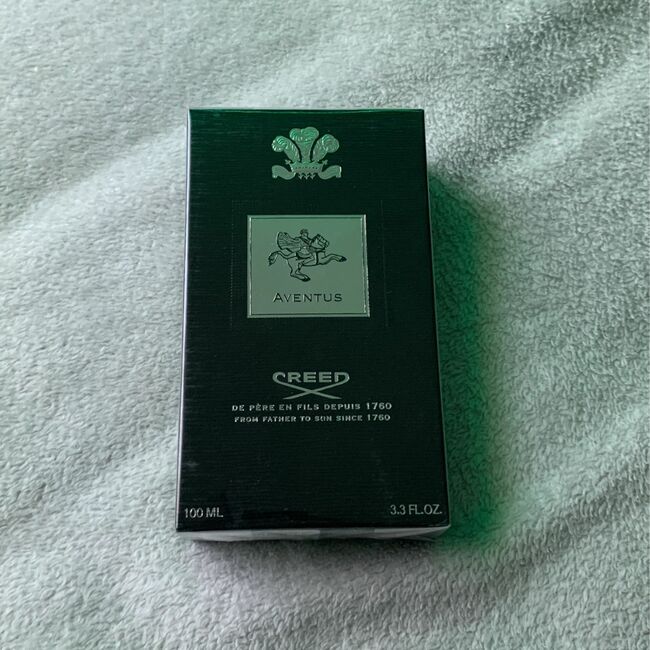 AVENTUS
CREED
DE PÈRE EN FILS DEPUIS 1760
FROM FATHER TO SON SINCE 1760
100 ML 3.3 FL.OZ.